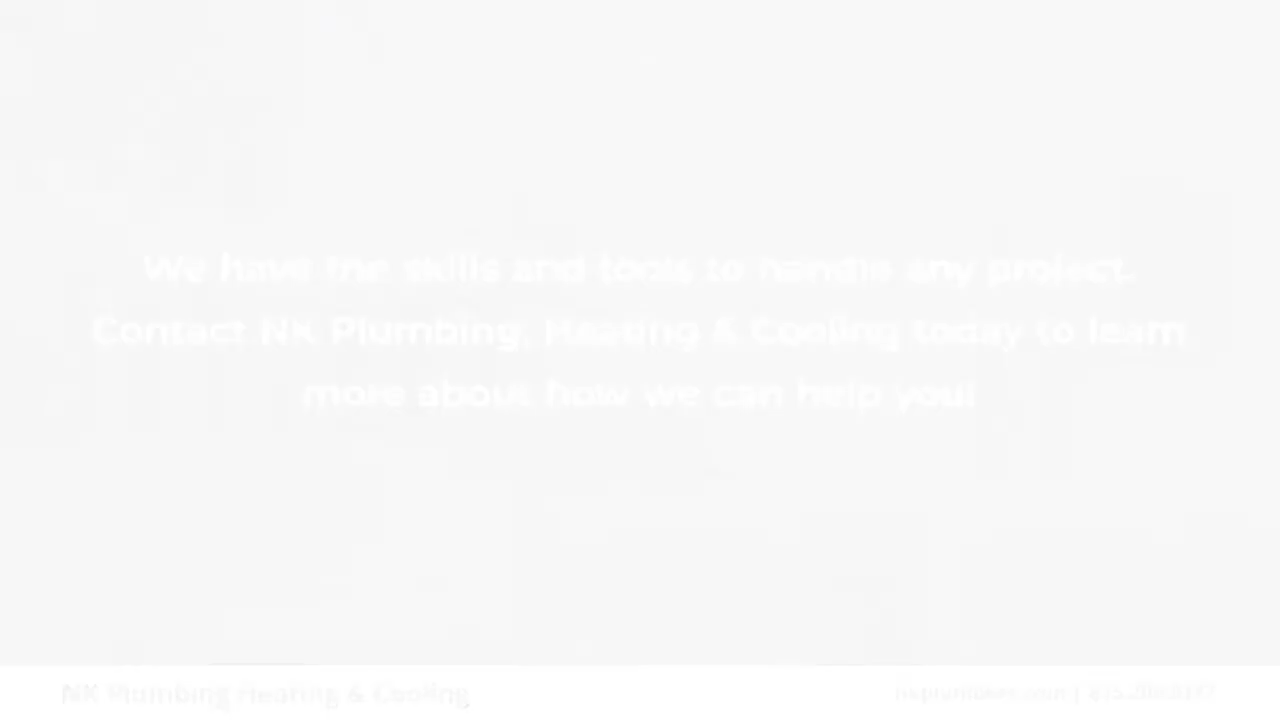 We have the skills and tools to handle any project.
Contact NK Plumbing, Heating & Cooling today to learn
more about how we can help you!
NK Plumbing Heating & Cooling